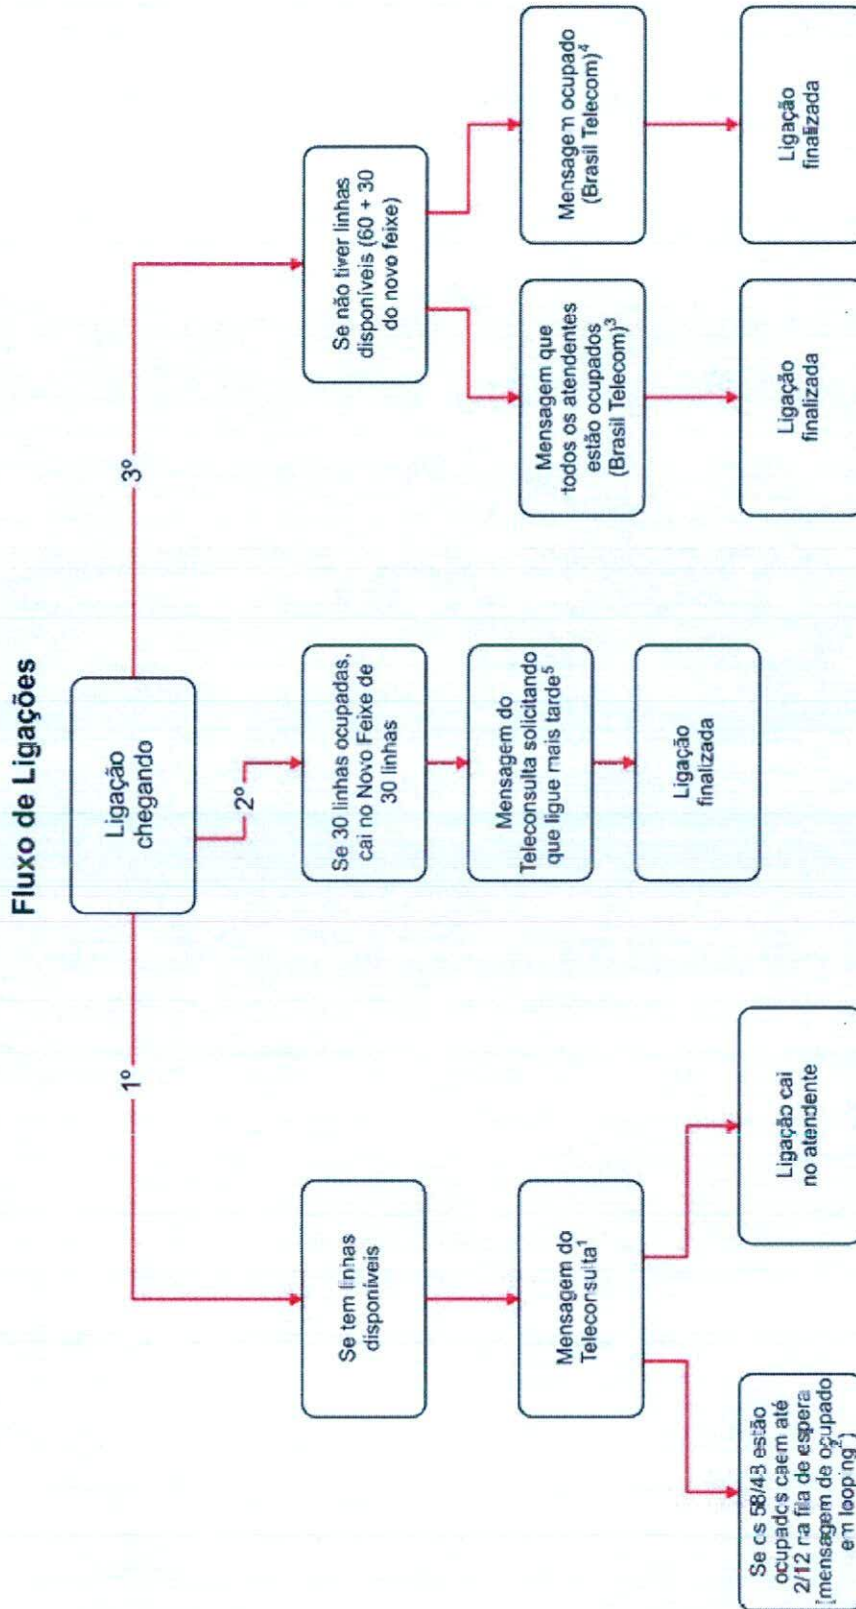 Fluxo de Ligações
Ligação
chegando
1º
2º
3º
Se tem linhas
disponíveis
Mensagem do
Teleconsulta¹
Se os 58/48 estão
ocupados caem até
2/12 na fila de espera
(mensagem de ocupado
em looping²)
Ligação cai
no atendente
Se 30 linhas ocupadas,
cai no Novo Feixe de
30 linhas
Mensagem do
Teleconsulta solicitando
que ligue mais tarde⁵
Ligação
finalizada
Se não tiver linhas
disponíveis (60 + 30
do novo feixe)
Mensagem que
todos os atendentes
estão ocupados
(Brasil Telecom)³
Ligação
finalizada
Mensagem ocupado
(Brasil Telecom)⁴
Ligação
finalizada